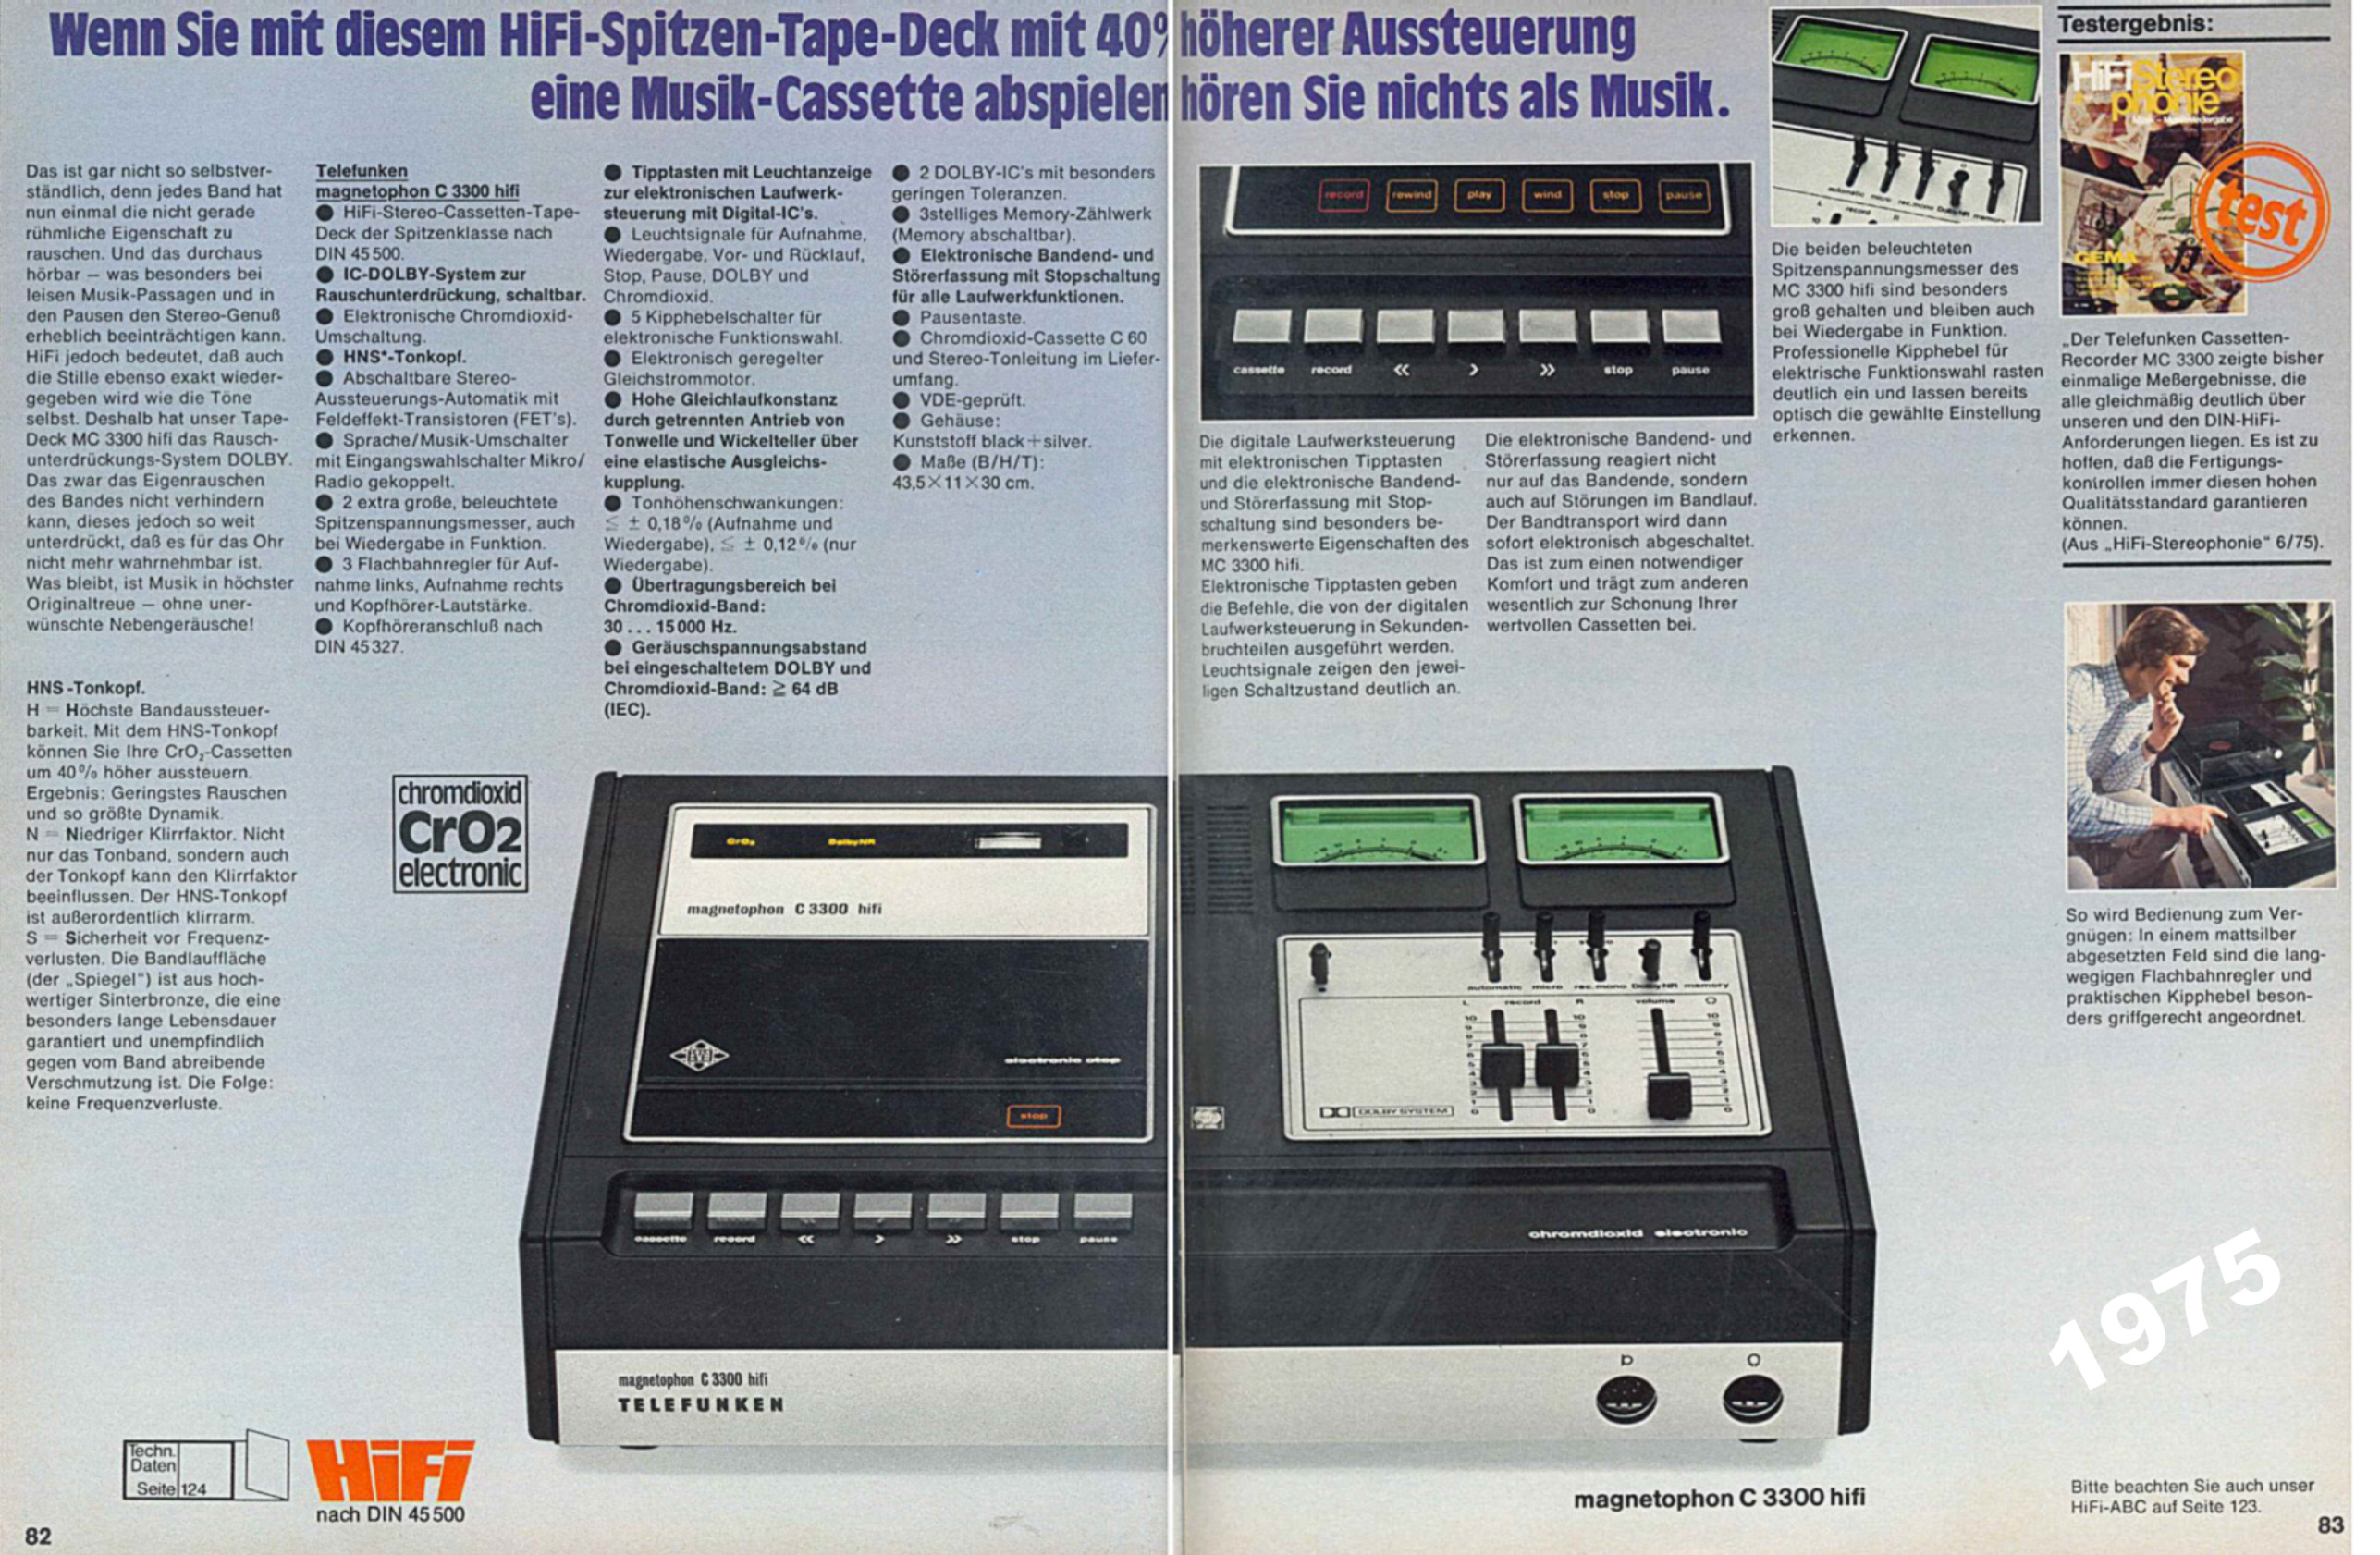 Wenn Sie mit diesem HiFi-Spitzen-Tape-Deck mit 40% höherer Aussteuerung
eine Musik-Cassette abspielen hören Sie nichts als Musik.
Das ist gar nicht so selbstver-
ständlich, denn jedes Band hat
nun einmal die nicht gerade
rühmliche Eigenschaft zu
rauschen. Und das durchaus
hörbar – was besonders bei
leisen Musik-Passagen und in
den Pausen den Stereo-Genuß
erheblich beeinträchtigen kann.
HiFi jedoch bedeutet, daß auch
die Stille ebenso exakt wieder-
gegeben wird wie die Töne
selbst. Deshalb hat unser Tape-
Deck MC 3300 hifi das Rausch-
unterdrückungs-System DOLBY.
Das zwar das Eigenrauschen
des Bandes nicht verhindern
kann, dieses jedoch so weit
unterdrückt, daß es für das Ohr
nicht mehr wahrnehmbar ist.
Was bleibt, ist Musik in höchster
Originaltreue – ohne uner-
wünschte Nebengeräusche!
HNS-Tonkopf.
H = Höchste Bandaussteuer-
barkeit. Mit dem HNS-Tonkopf
können Sie Ihre CrO₂-Cassetten
um 40% höher aussteuern.
Ergebnis: Geringstes Rauschen
und so größte Dynamik.
N = Niedriger Klirrfaktor. Nicht
nur das Tonband, sondern auch
der Tonkopf kann den Klirrfaktor
beeinflussen. Der HNS-Tonkopf
ist außerordentlich klirrarm.
S = Sicherheit vor Frequenz-
verlusten. Die Bandlauffläche
(der „Spiegel“) ist aus hoch-
wertiger Sinterbronze, die eine
besonders lange Lebensdauer
garantiert und unempfindlich
gegen vom Band abreibende
Verschmutzung ist. Die Folge:
keine Frequenzverluste.
Telefunken
magnetophon C 3300 hifi
● HiFi-Stereo-Cassetten-Tape-
Deck der Spitzenklasse nach
DIN 45 500.
● IC-DOLBY-System zur
Rauschunterdrückung, schaltbar.
● Elektronische Chromdioxid-
Umschaltung.
● HNS*-Tonkopf.
● Abschaltbare Stereo-
Aussteuerungs-Automatik mit
Feldeffekt-Transistoren (FET's).
● Sprache/Musik-Umschalter
mit Eingangswahlschalter Mikro/
Radio gekoppelt.
● 2 extra große, beleuchtete
Spitzenspannungsmesser, auch
bei Wiedergabe in Funktion.
● 3 Flachbahnregler für Auf-
nahme links, Aufnahme rechts
und Kopfhörer-Lautstärke.
● Kopfhöreranschluß nach
DIN 45 327.
● Tipptasten mit Leuchtanzeige
zur elektronischen Laufwerk-
steuerung mit Digital-IC's.
● Leuchtsignale für Aufnahme,
Wiedergabe, Vor- und Rücklauf,
Stop, Pause, DOLBY und
Chromdioxid.
● 5 Kipphebelschalter für
elektronische Funktionswahl.
● Elektronisch geregelter
Gleichstrommotor.
● Hohe Gleichlaufkonstanz
durch getrennten Antrieb von
Tonwelle und Wickelteller über
eine elastische Ausgleichs-
kupplung.
● Tonhöhenschwankungen:
≦ ± 0,18% (Aufnahme und
Wiedergabe), ≦ ± 0,12% (nur
Wiedergabe).
● Übertragungsbereich bei
Chromdioxid-Band:
30 . . . 15 000 Hz.
● Geräuschspannungsabstand
bei eingeschaltetem DOLBY und
Chromdioxid-Band: ≧ 64 dB
(IEC).
● 2 DOLBY-IC's mit besonders
geringen Toleranzen.
● 3stelliges Memory-Zählwerk
(Memory abschaltbar).
● Elektronische Bandend- und
Störerfassung mit Stopschaltung
für alle Laufwerkfunktionen.
● Pausentaste.
● Chromdioxid-Cassette C 60
und Stereo-Tonleitung im Liefer-
umfang.
● VDE-geprüft.
● Gehäuse:
Kunststoff black+silver.
● Maße (B/H/T):
43,5×11×30 cm.
record rewind play wind stop pause
cassette record << > >> stop pause
Die digitale Laufwerksteuerung
mit elektronischen Tipptasten
und die elektronische Bandend-
und Störerfassung mit Stop-
schaltung sind besonders be-
merkenswerte Eigenschaften des
MC 3300 hifi.
Elektronische Tipptasten geben
die Befehle, die von der digitalen
Laufwerksteuerung in Sekunden-
bruchteilen ausgeführt werden.
Leuchtsignale zeigen den jewei-
ligen Schaltzustand deutlich an.
Die elektronische Bandend- und
Störerfassung reagiert nicht
nur auf das Bandende, sondern
auch auf Störungen im Bandlauf.
Der Bandtransport wird dann
sofort elektronisch abgeschaltet.
Das ist zum einen notwendiger
Komfort und trägt zum anderen
wesentlich zur Schonung Ihrer
wertvollen Cassetten bei.
automatic micro rec.mono DolbyNR memory
L record R
10
Die beiden beleuchteten
Spitzenspannungsmesser des
MC 3300 hifi sind besonders
groß gehalten und bleiben auch
bei Wiedergabe in Funktion.
Professionelle Kipphebel für
elektrische Funktionswahl rasten
deutlich ein und lassen bereits
optisch die gewählte Einstellung
erkennen.
Testergebnis:
HiFi Stereo
phonie
GEMA
test
„Der Telefunken Cassetten-
Recorder MC 3300 zeigte bisher
einmalige Meßergebnisse, die
alle gleichmäßig deutlich über
unseren und den DIN-HiFi-
Anforderungen liegen. Es ist zu
hoffen, daß die Fertigungs-
kontrollen immer diesen hohen
Qualitätsstandard garantieren
können.
(Aus „HiFi-Stereophonie“ 6/75).
So wird Bedienung zum Ver-
gnügen: In einem mattsilber
abgesetzten Feld sind die lang-
wegigen Flachbahnregler und
praktischen Kipphebel beson-
ders griffgerecht angeordnet.
chromdioxid
CrO2
electronic
CrO₂ DolbyNR
magnetophon C 3300 hifi
electronic stop
stop
cassette record << > >> stop pause
automatic micro rec.mono DolbyNR memory
L record R volume
DOLBY SYSTEM
chromdioxid electronic
magnetophon C 3300 hifi
TELEFUNKEN
1975
Techn.
Daten
Seite 124
HiFi
nach DIN 45 500
magnetophon C 3300 hifi
Bitte beachten Sie auch unser
HiFi-ABC auf Seite 123.
82
83